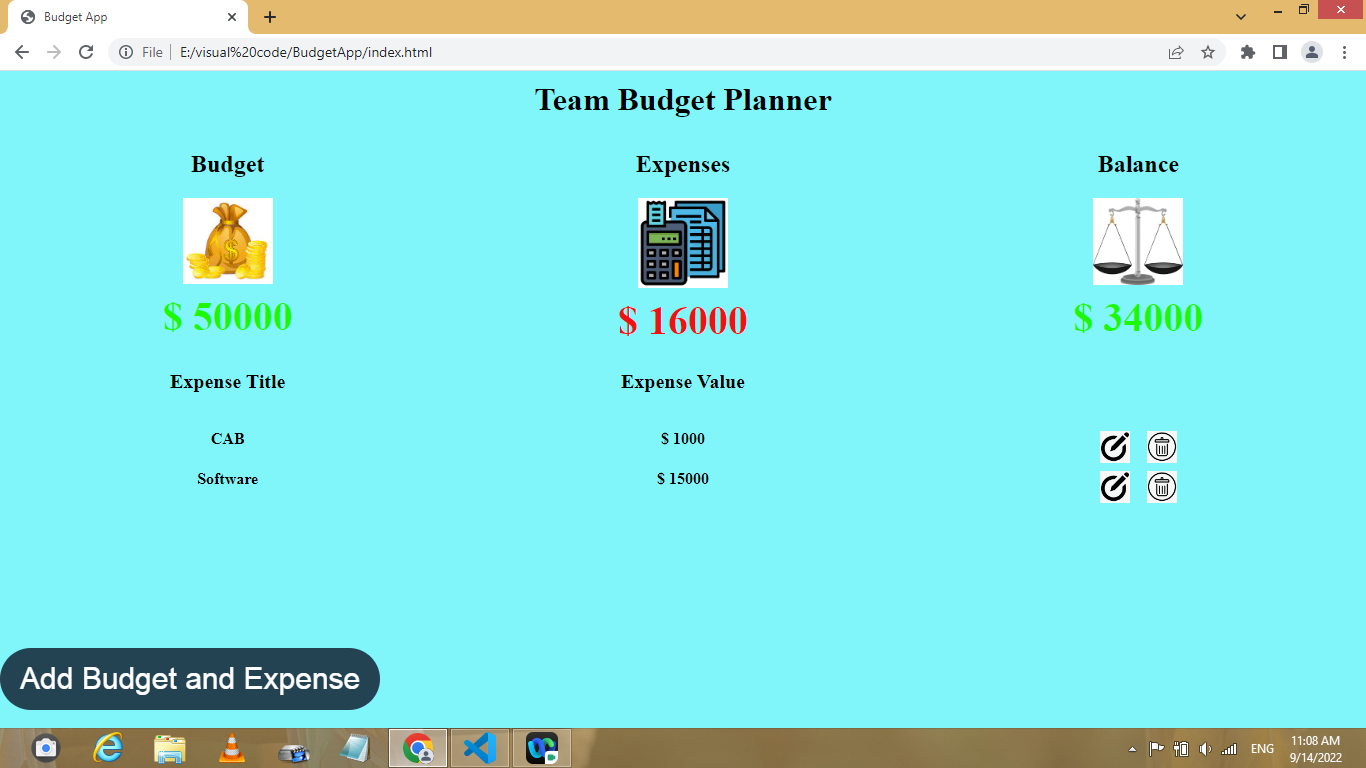 Budget App
File
E:/visual%20code/BudgetApp/index.html
Team Budget Planner
Budget Expenses Balance
$
$ 50000 $ 16000 $ 34000
Expense Title Expense Value
CAB $ 1000
Software $ 15000
Add Budget and Expense
ENG
11:08 AM
9/14/2022